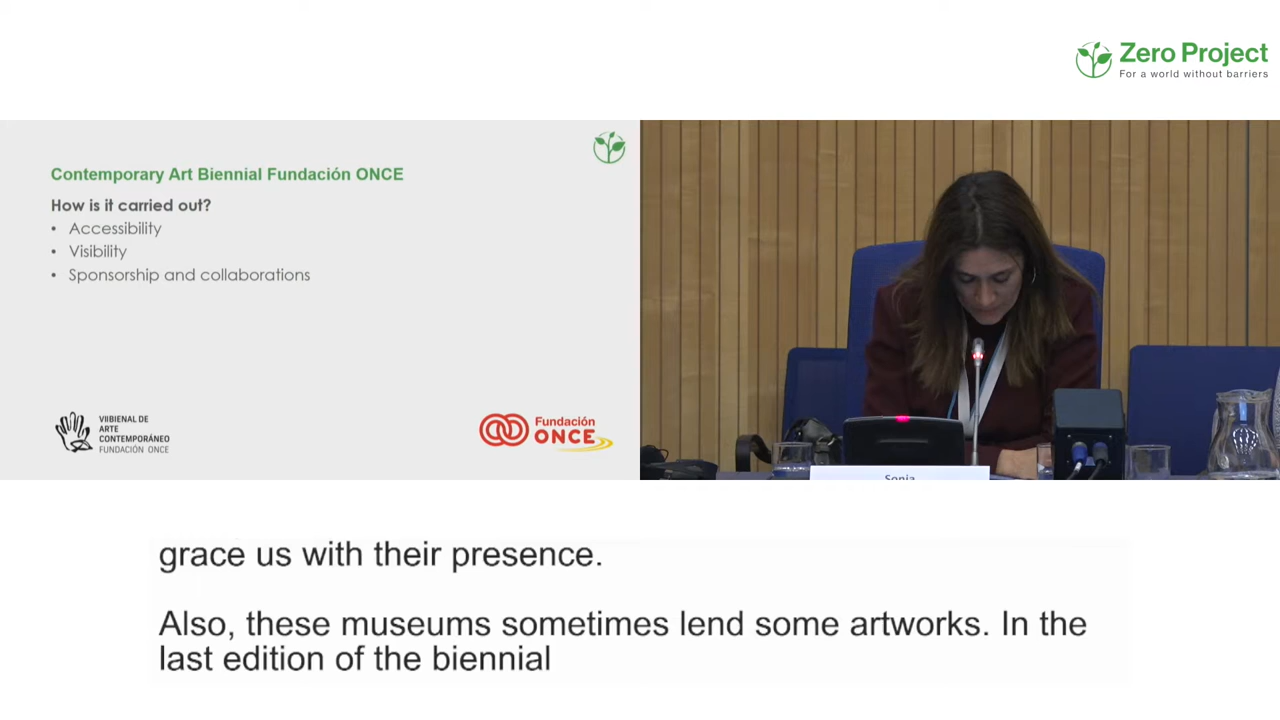 Zero Project
For a world without barriers
Contemporary Art Biennial Fundación ONCE
How is it carried out?
• Accessibility
• Visibility
• Sponsorship and collaborations
VIIBIENAL DE
ARTE
CONTEMPORÁNEO
FUNDACIÓN ONCE
Fundación
ONCE
Sonia
grace us with their presence.
Also, these museums sometimes lend some artworks. In the
last edition of the biennial